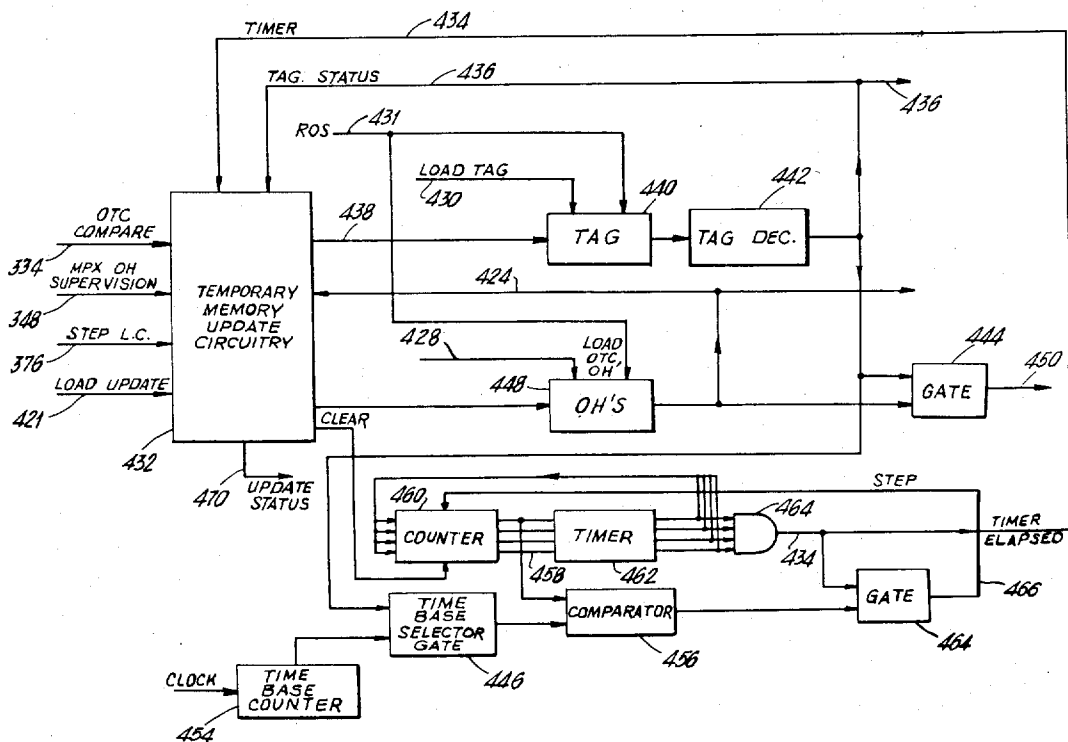 TIMER
434
TAG. STATUS
436
436
ROS
431
LOAD TAG
430
440
442
TAG
TAG DEC.
438
OTC
COMPARE
334
MPX OH
SUPERVISION
348
STEP L.C.
376
LOAD UPDATE
421
TEMPORARY
MEMORY
UPDATE
CIRCUITRY
432
424
428
LOAD
OTC,
OH'
448
OH'S
444
GATE
450
CLEAR
470
UPDATE
STATUS
460
COUNTER
458
TIMER
462
464
STEP
434
TIMER
ELAPSED
466
GATE
464
TIME
BASE
SELECTOR
GATE
446
COMPARATOR
456
CLOCK
TIME
BASE
COUNTER
454